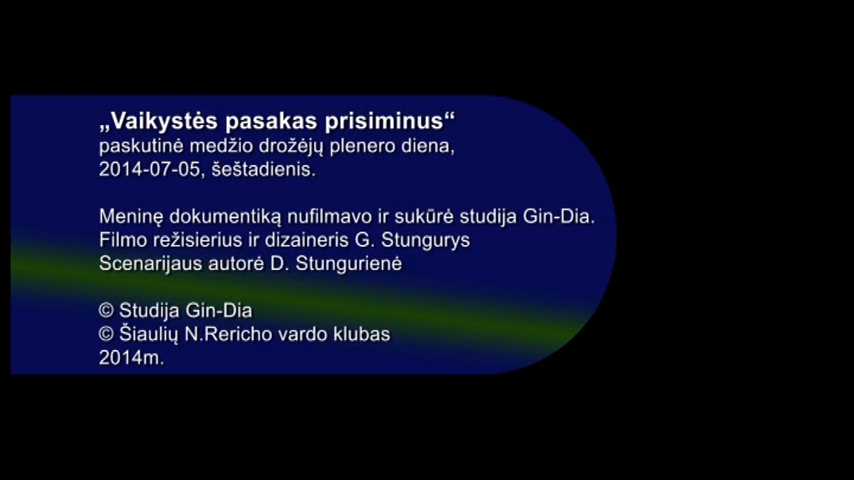 „Vaikystės pasakas prisiminus“
paskutinė medžio drožėjų plenero diena,
2014-07-05, šeštadienis.
Meninę dokumentiką nufilmavo ir sukūrė studija Gin-Dia.
Filmo režisierius ir dizaineris G. Stungurys
Scenarijaus autorė D. Stungurienė
© Studija Gin-Dia
© Šiaulių N.Rericho vardo klubas
2014m.